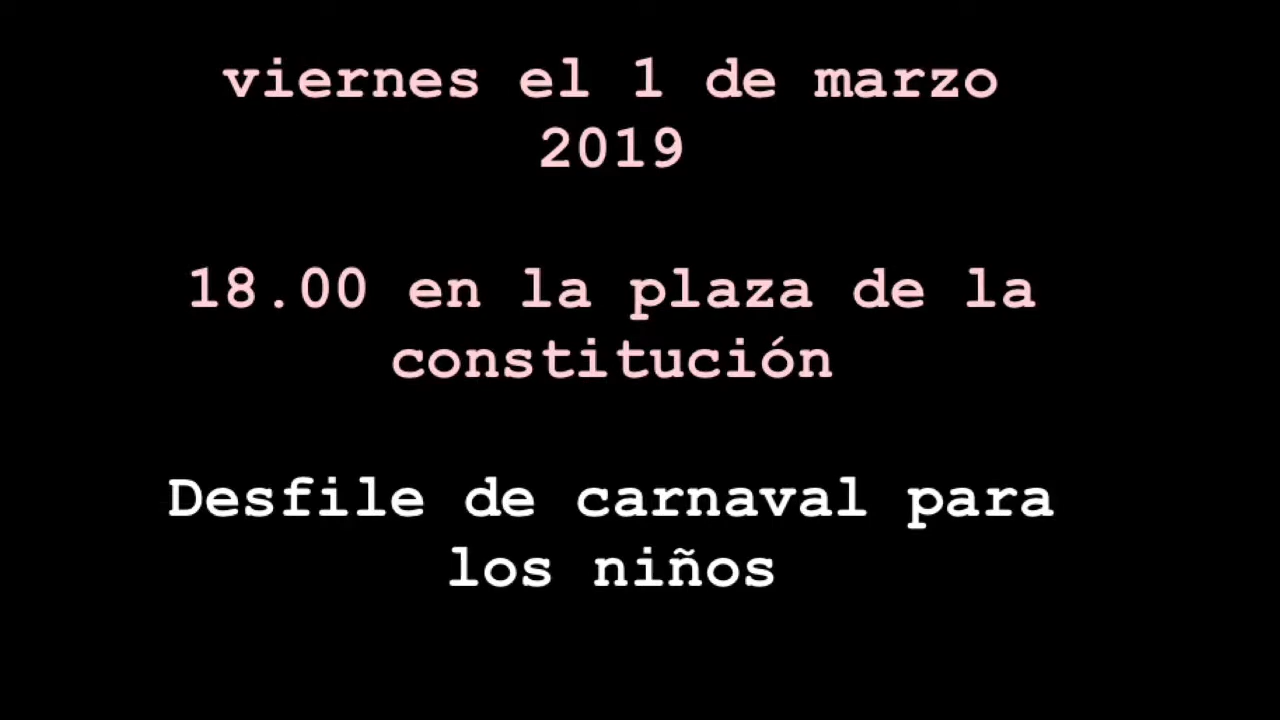 viernes el 1 de marzo
2019
18.00 en la plaza de la
constitución
Desfile de carnaval para
los niños